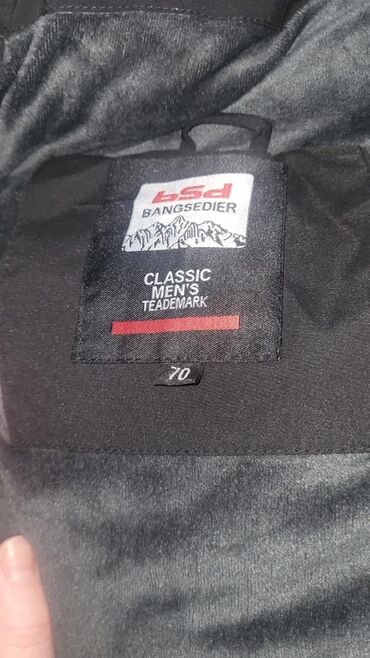 bsd
BANGSEDIER
CLASSIC
MEN'S
TEADEMARK
70